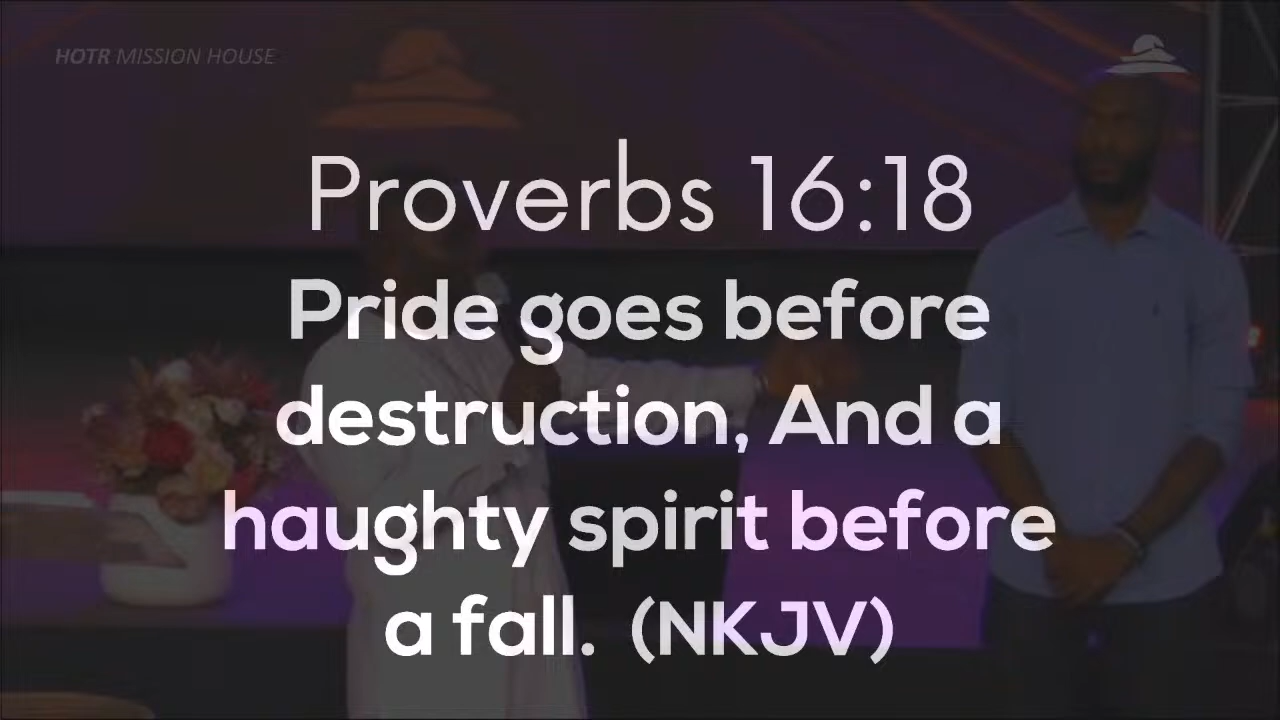 HOTR MISSION HOUSE
Proverbs 16:18
Pride goes before
destruction, And a
haughty spirit before
a fall. (NKJV)